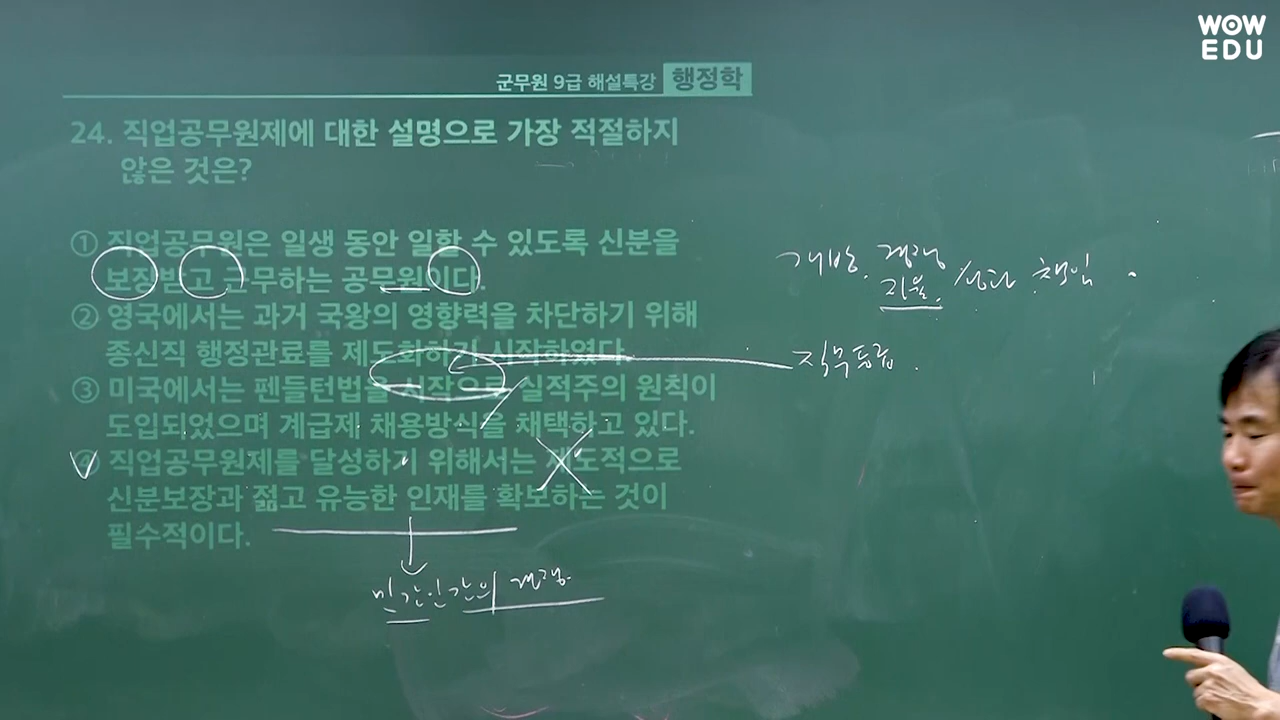 WOW
EDU
군무원 9급 해설특강 행정학
24. 직업공무원제에 대한 설명으로 가장 적절하지
않은 것은?
① 직업공무원은 일생 동안 일할 수 있도록 신분을
보장받고 근무하는 공무원이다.
② 영국에서는 과거 국왕의 영향력을 차단하기 위해
종신직 행정관료를 제도화하기 시작하였다.
③ 미국에서는 펜들턴법을 시작으로 실적주의 원칙이
도입되었으며 계급제 채용방식을 채택하고 있다.
④ 직업공무원제를 달성하기 위해서는 제도적으로
신분보장과 젊고 유능한 인재를 확보하는 것이
필수적이다.
개방, 경쟁
책임
직무등급
민간인간의 경쟁